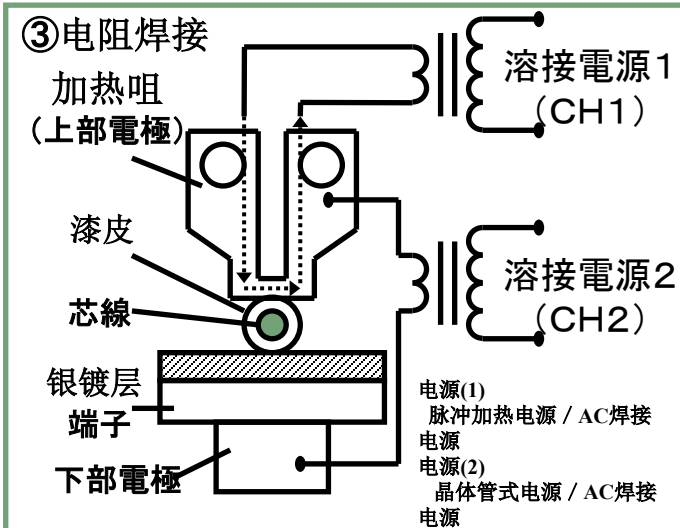 ③电阻焊接
加热咀
（上部電極）
漆皮
芯線
银镀层
端子
下部電極
溶接電源１
（CH１）
溶接電源２
（CH２）
电源(1)
脉冲加热电源 / AC焊接
电源
电源(2)
晶体管式电源 / AC焊接
电源